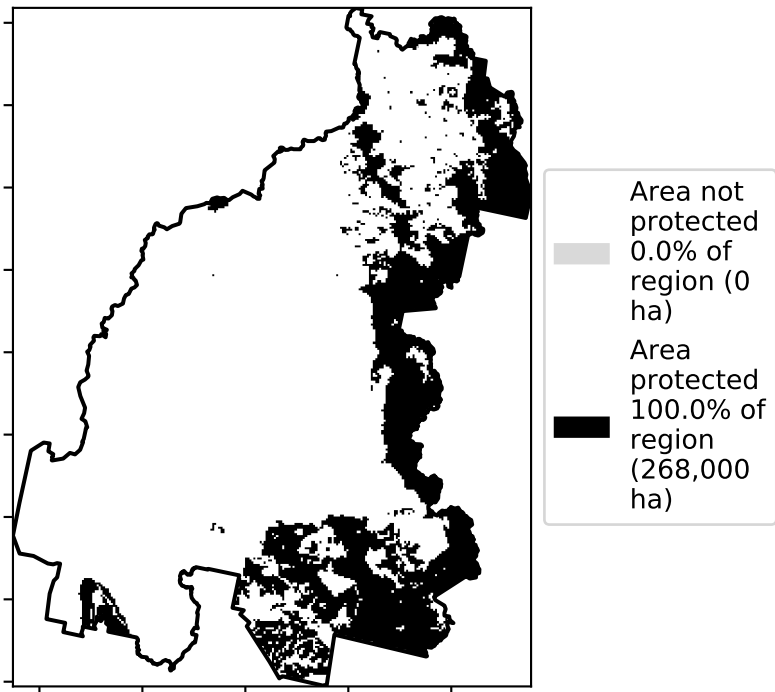 Area not
protected
0.0% of
region (0
ha)
Area
protected
100.0% of
region
(268,000
ha)